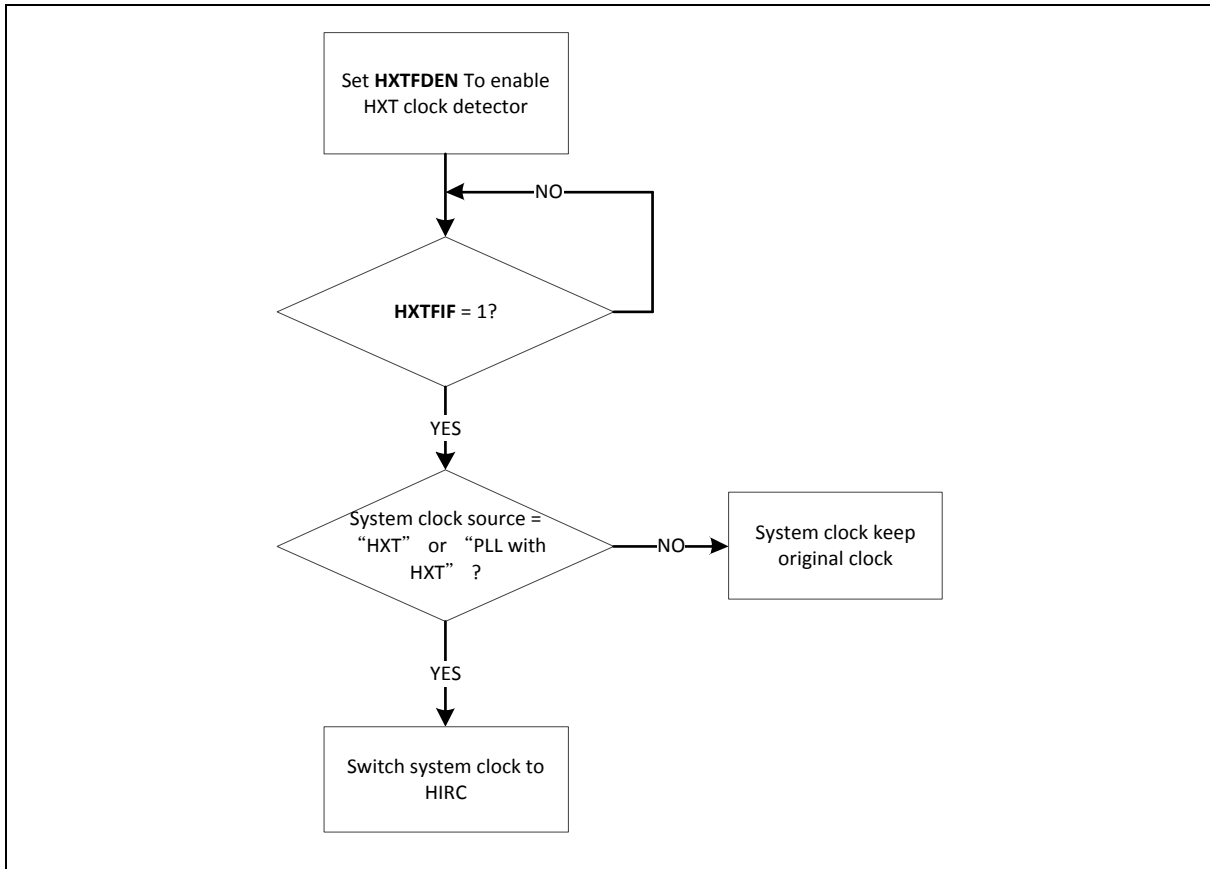 Set HXTFDEN To enable
HXT clock detector
NO
HXTFIF = 1?
YES
System clock source =
“HXT” or “PLL with
HXT” ?
NO
System clock keep
original clock
YES
Switch system clock to
HIRC